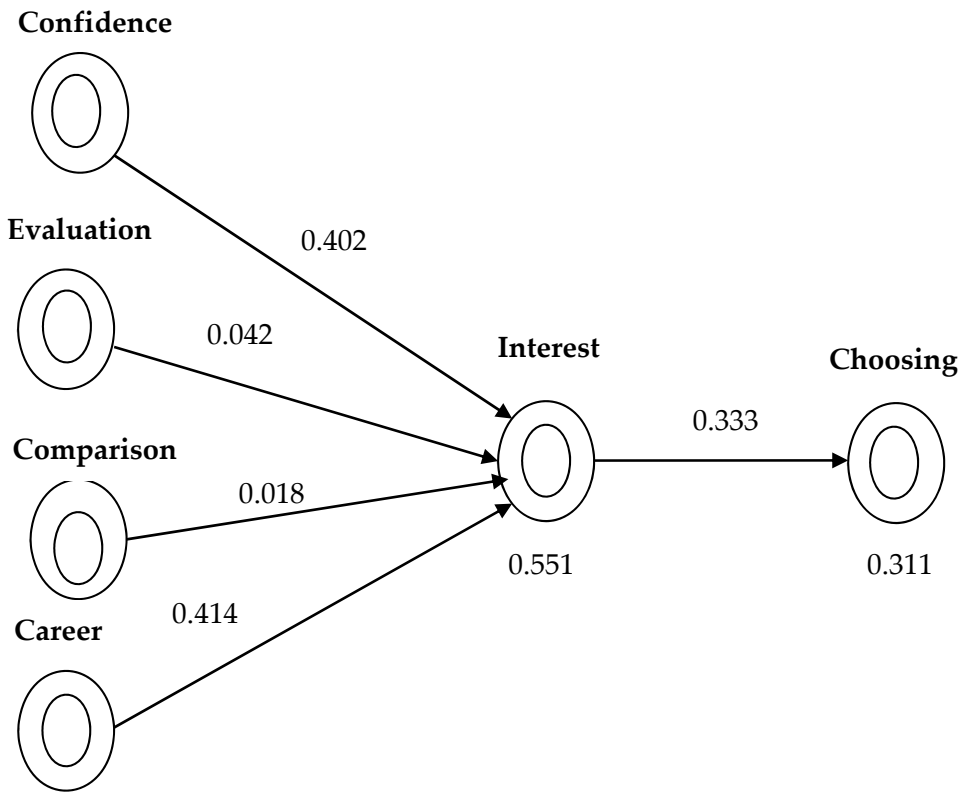 Confidence
0.402
Evaluation
0.042
Interest
Choosing
0.333
Comparison
0.018
0.551
0.311
0.414
Career